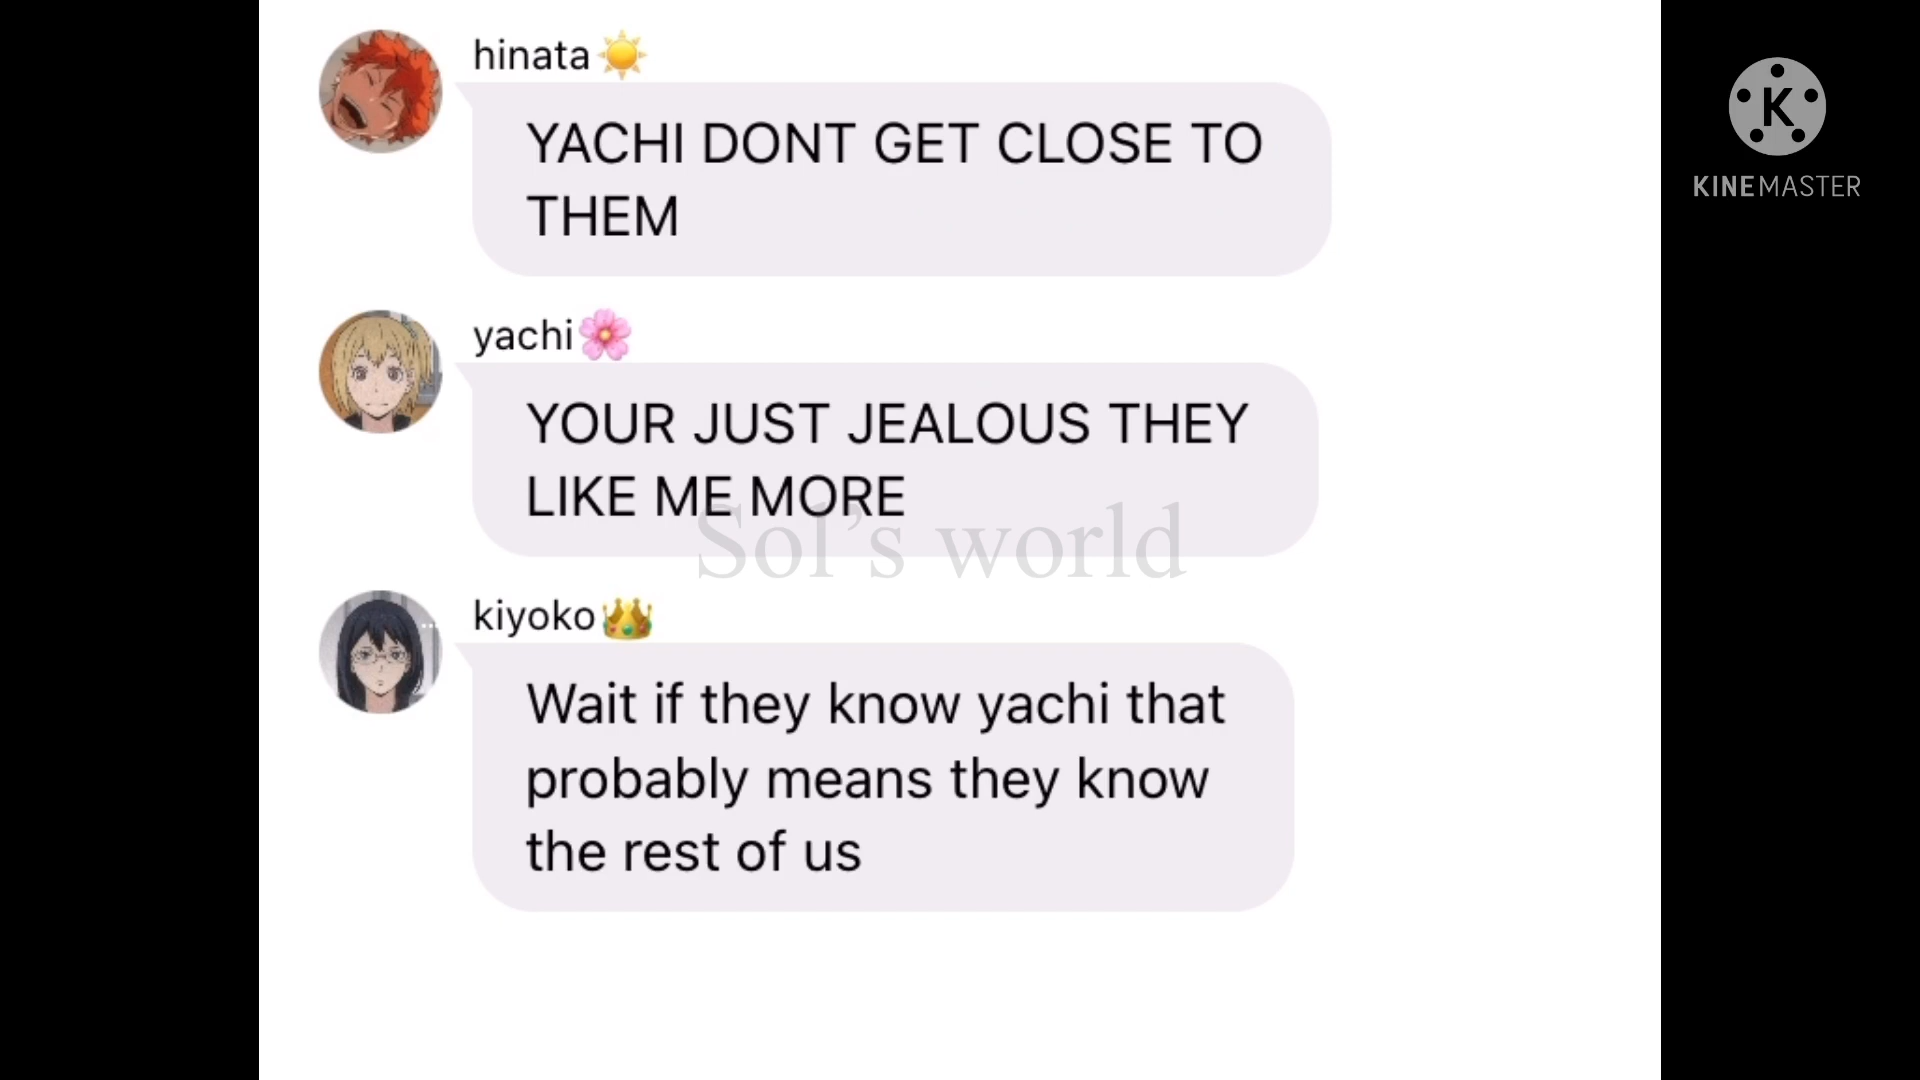 hinata☀️
YACHI DONT GET CLOSE TO
THEM
yachi🌸
YOUR JUST JEALOUS THEY
LIKE ME MORE
Sol's world
kiyoko👑
Wait if they know yachi that
probably means they know
the rest of us
K
KINEMASTER